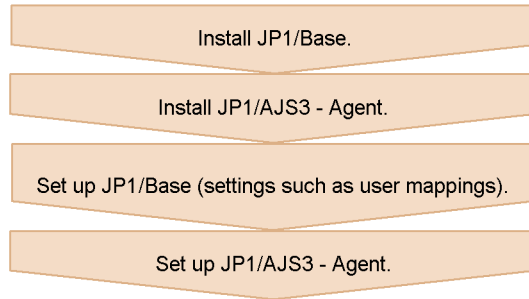 Install JP1/Base.
Install JP1/AJS3 - Agent.
Set up JP1/Base (settings such as user mappings).
Set up JP1/AJS3 - Agent.